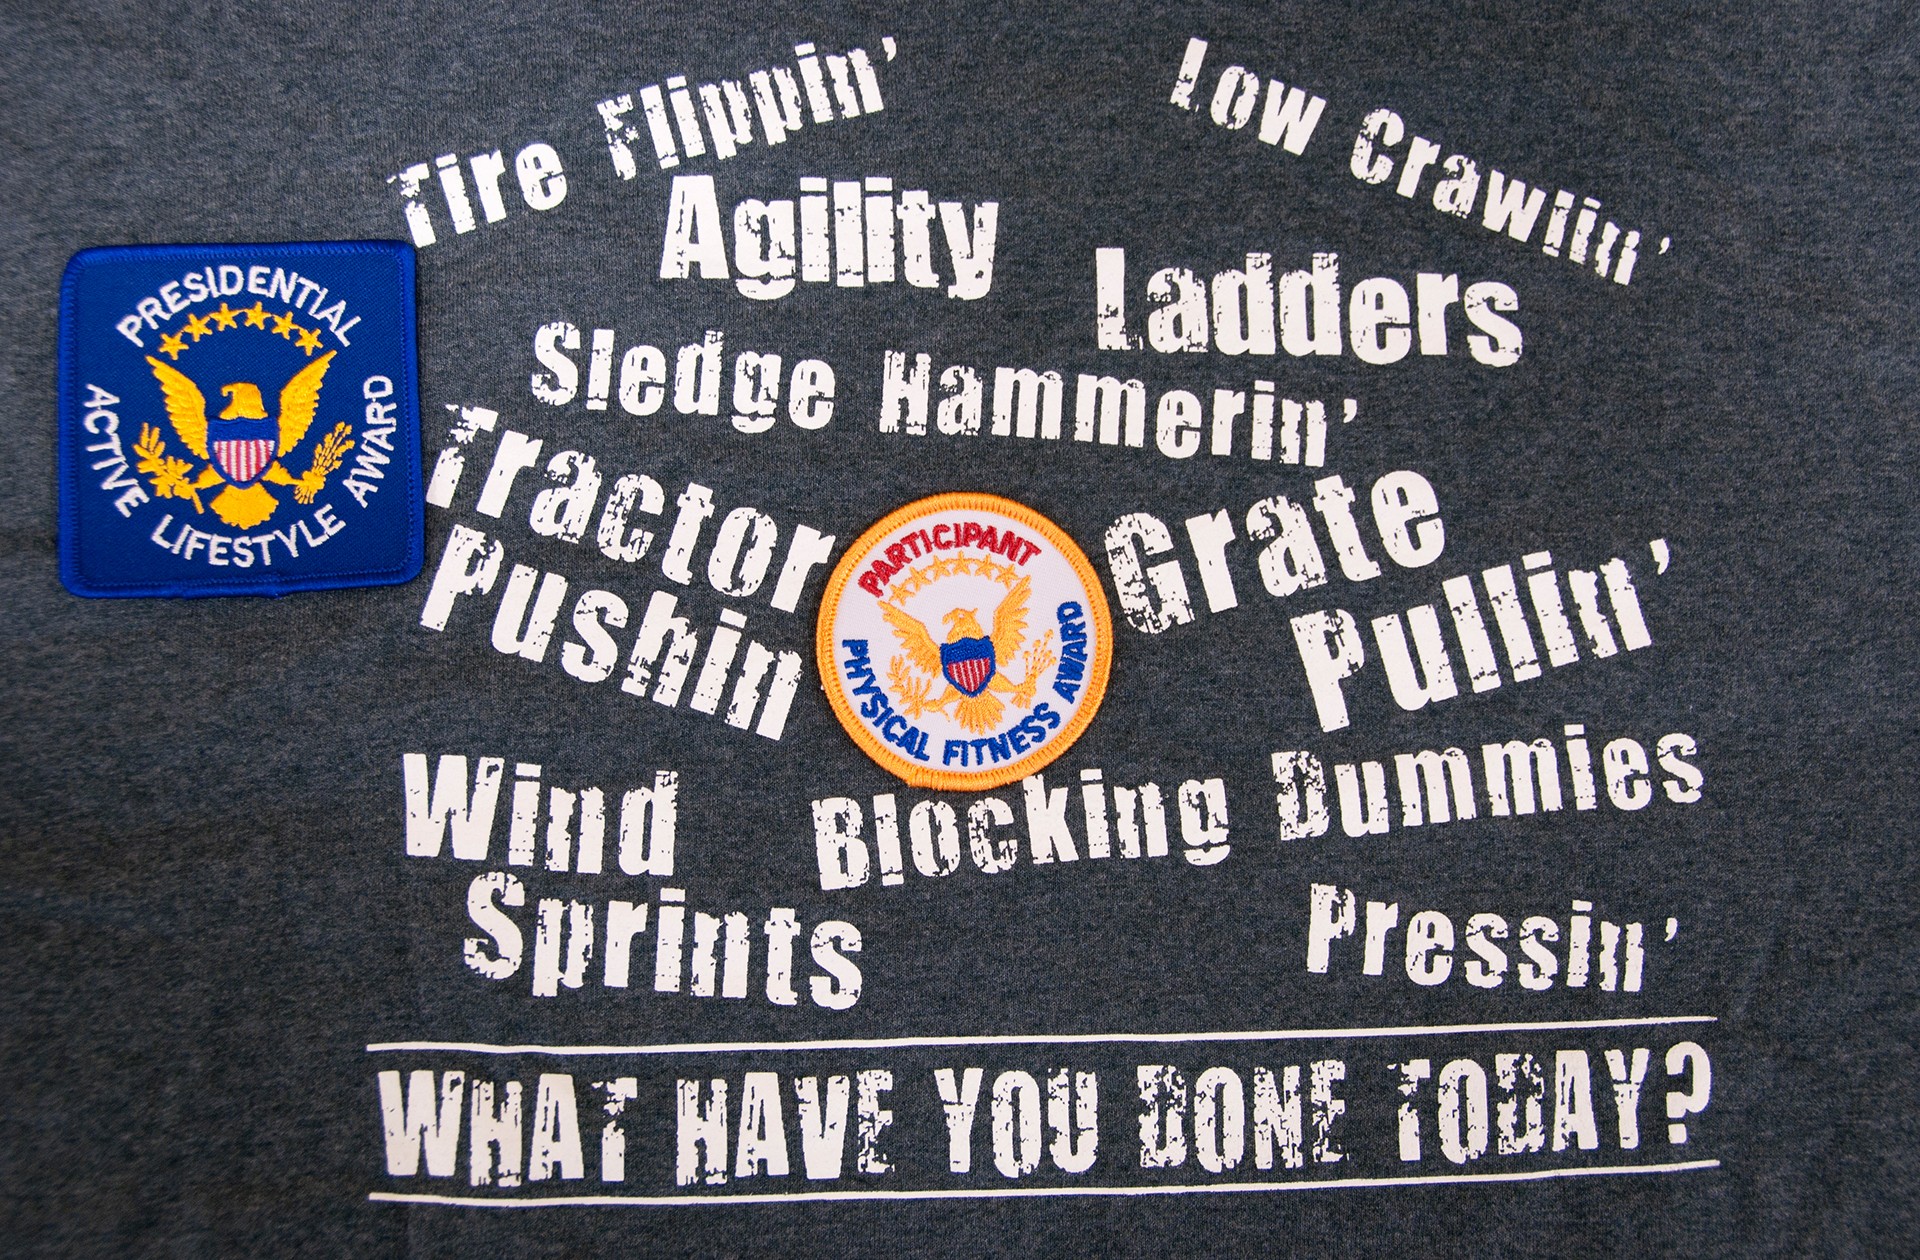 Tire Flippin'
Low Crawlin'
Agility
Ladders
PRESIDENTIAL
ACTIVE LIFESTYLE AWARD
Sledge Hammerin'
Tractor
Pushin
PARTICIPANT
PHYSICAL FITNESS AWARD
Grate
Pullin'
Wind
Sprints
Blocking Dummies
Pressin'
WHAT HAVE YOU DONE TODAY?